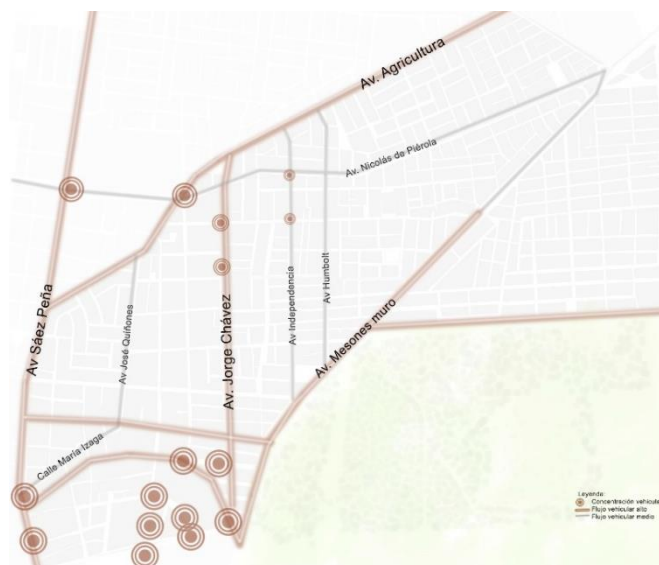 Av. Agricultura
Av. Nicolás de Piérola
Av Sáez Peña
Av José Quiñones
Av. Jorge Chávez
Av Independencia
Av Humbolt
Av. Mesones muro
Calle María Izaga
Leyenda:
Concentración vehicula
Flujo vehicular alto
Flujo vehicular medio